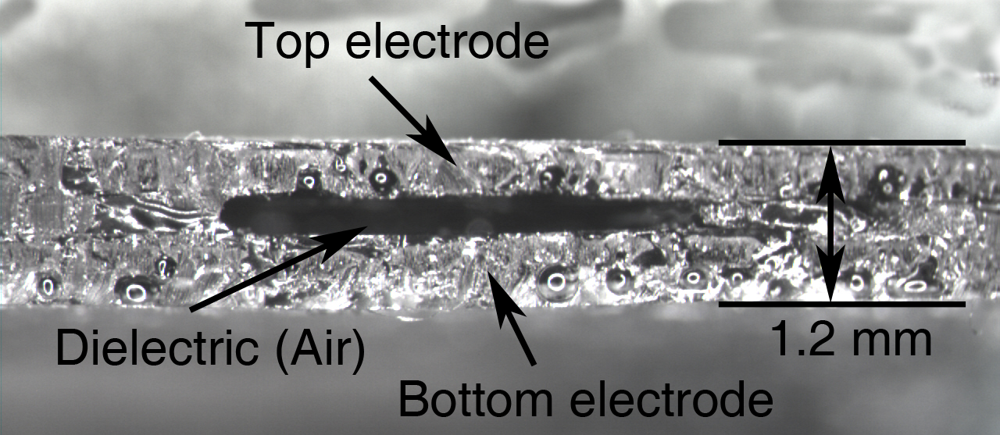 Top electrode
Dielectric (Air)
1.2 mm
Bottom electrode